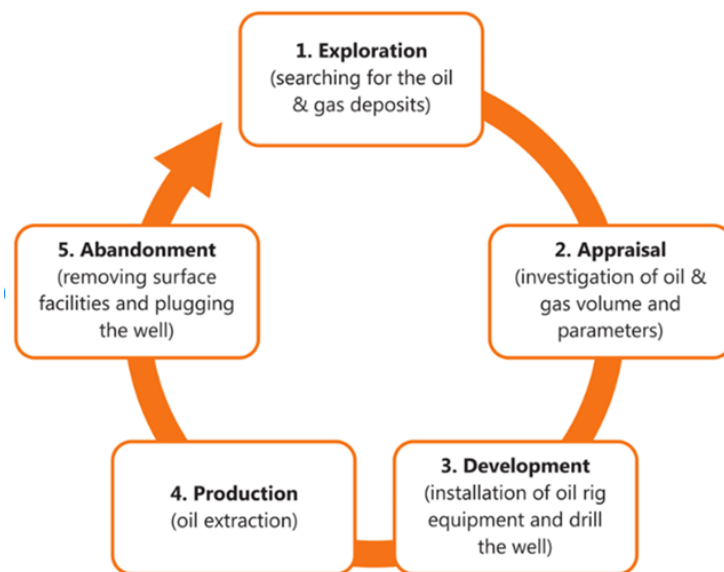 1. Exploration
(searching for the oil
& gas deposits)
2. Appraisal
(investigation of oil &
gas volume and
parameters)
3. Development
(installation of oil rig
equipment and drill
the well)
4. Production
(oil extraction)
5. Abandonment
(removing surface
facilities and plugging
the well)